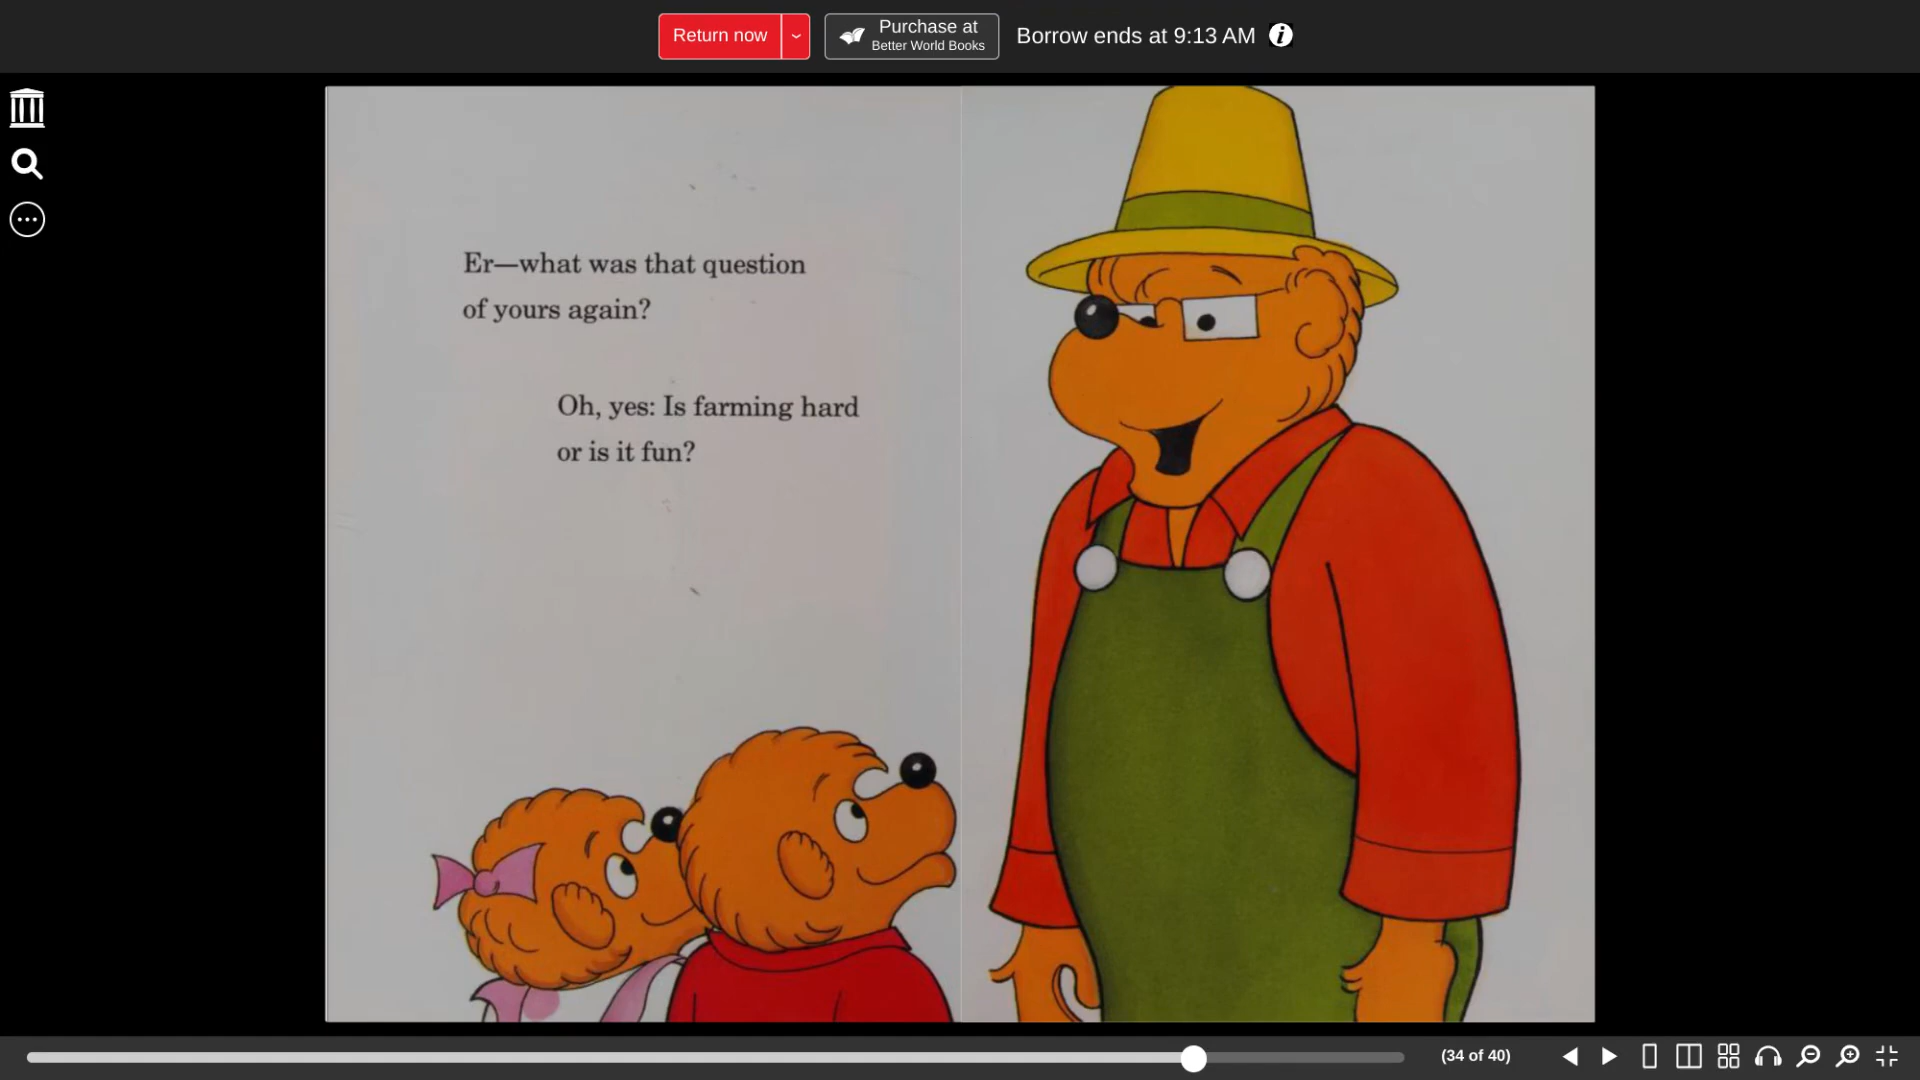 Return now
Purchase at
Better World Books
Borrow ends at 9:13 AM
Er—what was that question
of yours again?
Oh, yes: Is farming hard
or is it fun?
(34 of 40)